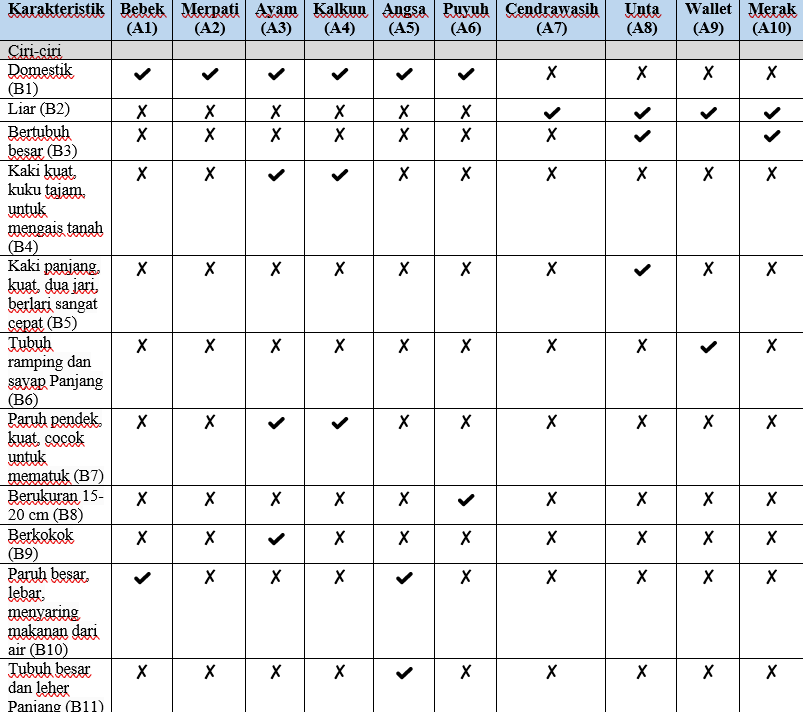 Karakteristik Bebek (A1) Merpati (A2) Ayam (A3) Kalkun (A4) Angsa (A5) Puyuh (A6) Cendrawasih (A7) Unta (A8) Wallet (A9) Merak (A10)
Ciri-ciri
Domestik (B1) ✔ ✔ ✔ ✔ ✔ ✔ ✗ ✗ ✗ ✗
Liar (B2) ✗ ✗ ✗ ✗ ✗ ✗ ✔ ✔ ✔ ✔
Bertubuh besar (B3) ✗ ✗ ✗ ✗ ✗ ✗ ✗ ✔ ✗ ✔
Kaki kuat, kuku tajam, untuk mengais tanah (B4) ✗ ✗ ✔ ✔ ✗ ✗ ✗ ✗ ✗ ✗
Kaki panjang, kuat, dua jari, berlari sangat cepat (B5) ✗ ✗ ✗ ✗ ✗ ✗ ✗ ✔ ✗ ✗
Tubuh ramping dan sayap Panjang (B6) ✗ ✗ ✗ ✗ ✗ ✗ ✗ ✗ ✔ ✗
Paruh pendek, kuat, cocok untuk mematuk (B7) ✗ ✗ ✔ ✔ ✗ ✗ ✗ ✗ ✗ ✗
Berukuran 15-20 cm (B8) ✗ ✗ ✗ ✗ ✗ ✔ ✗ ✗ ✗ ✗
Berkokok (B9) ✗ ✗ ✔ ✗ ✗ ✗ ✗ ✗ ✗ ✗
Paruh besar, lebar, menyaring makanan dari air (B10) ✔ ✗ ✗ ✗ ✔ ✗ ✗ ✗ ✗ ✗
Tubuh besar dan leher Panjang (B11) ✗ ✗ ✗ ✗ ✔ ✗ ✗ ✗ ✗ ✗